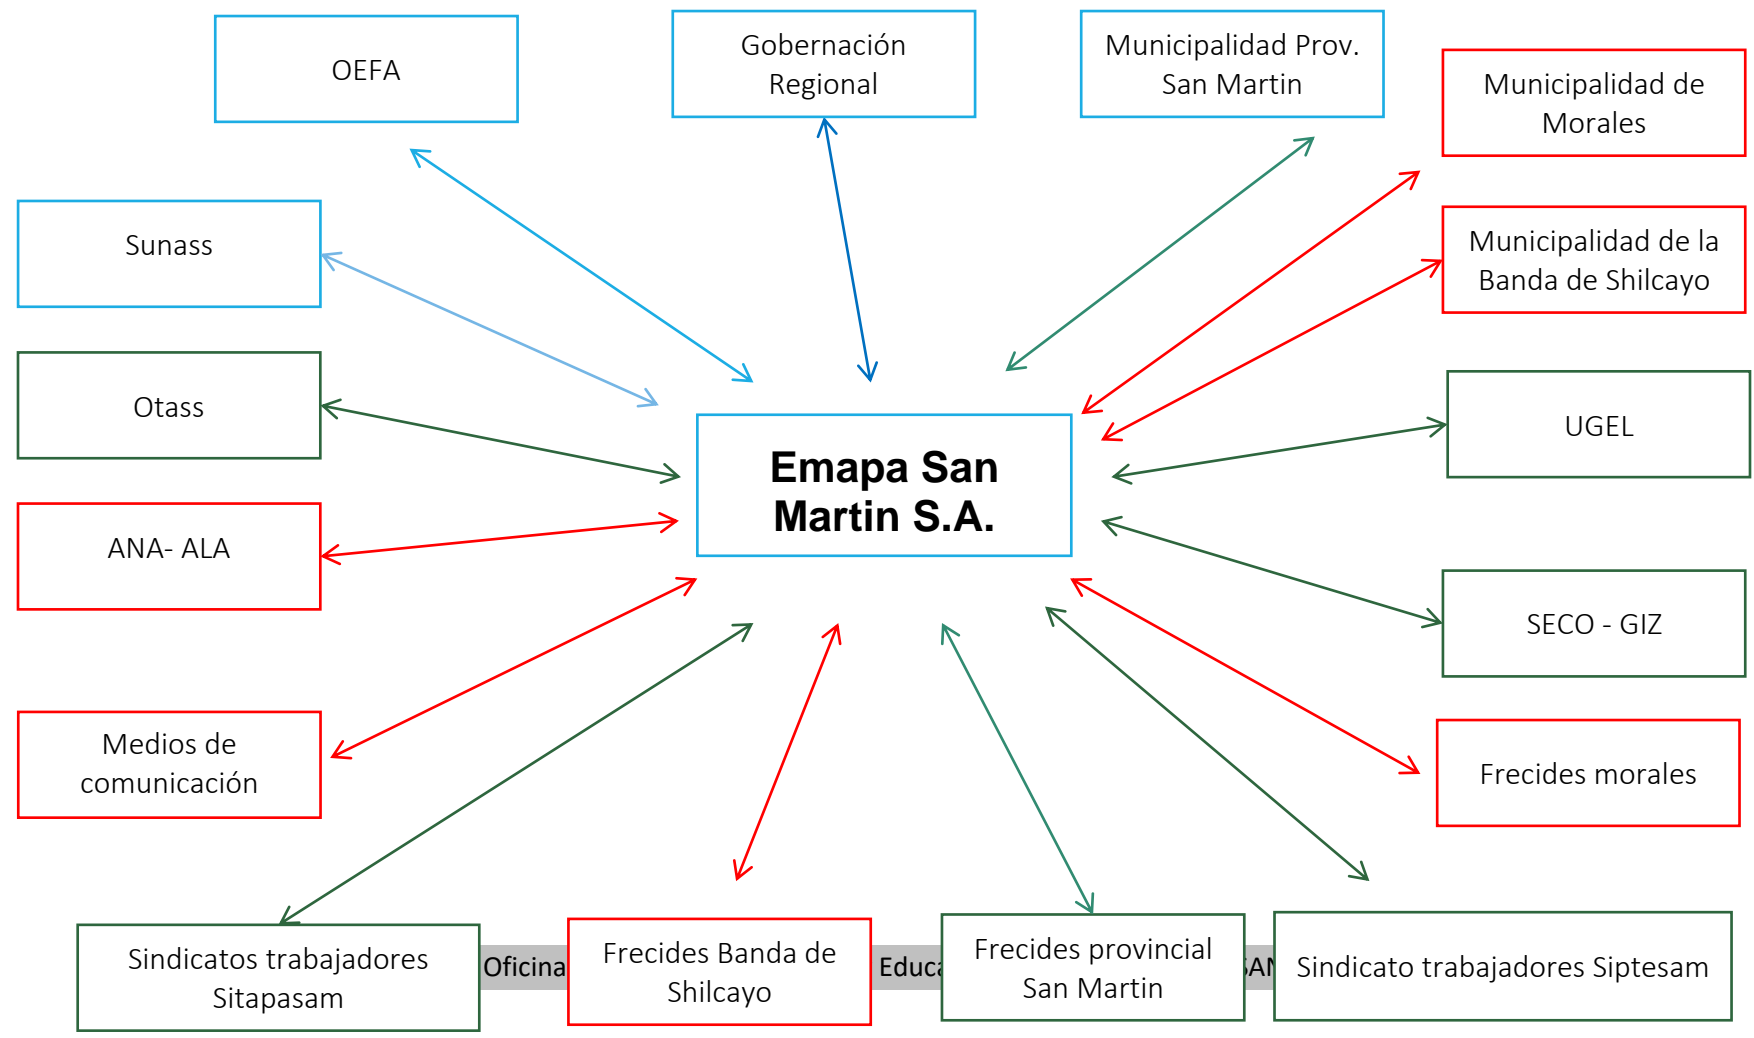 OEFA
Gobernación
Regional
Municipalidad Prov.
San Martin
Municipalidad de
Morales
Sunass
Municipalidad de la
Banda de Shilcayo
Otass
UGEL
Emapa San
Martin S.A.
ANA- ALA
SECO - GIZ
Medios de
comunicación
Frecides morales
Sindicatos trabajadores
Sitapasam
Oficina
Frecides Banda de
Shilcayo
Frecides provincial
San Martin
Sindicato trabajadores Siptesam